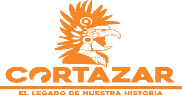 CORTAZAR
EL LEGADO DE NUESTRA HISTORIA